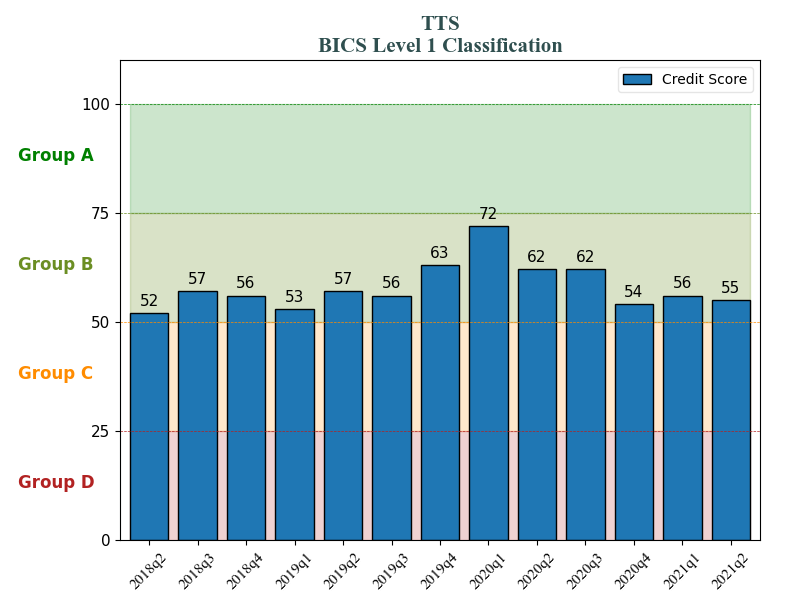 TTS
BICS Level 1 Classification
Credit Score
100
Group A
75
72
Group B
63
62
62
57
57
56
56
56
55
54
53
52
50
Group C
25
Group D
0
2018q2
2018q3
2018q4
2019q1
2019q2
2019q3
2019q4
2020q1
2020q2
2020q3
2020q4
2021q1
2021q2